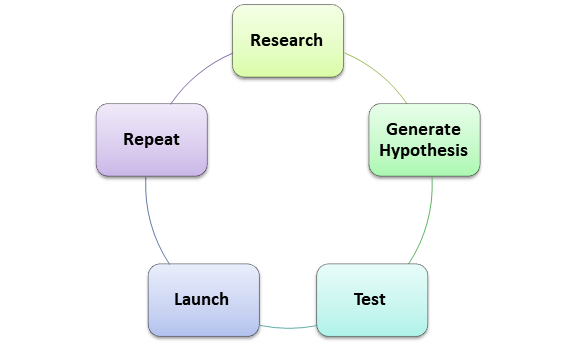 Research
Generate
Hypothesis
Test
Launch
Repeat